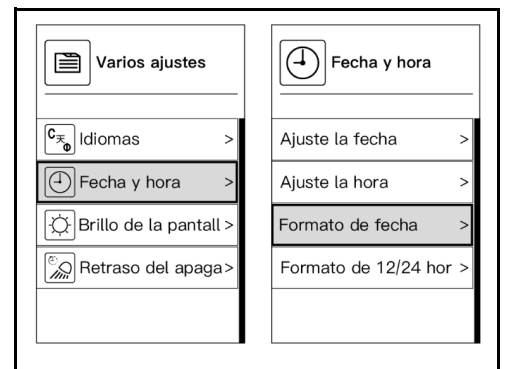 Varios ajustes
Idiomas >
Fecha y hora >
Brillo de la pantall >
Retraso del apaga>
Fecha y hora
Ajuste la fecha >
Ajuste la hora >
Formato de fecha >
Formato de 12/24 hor >